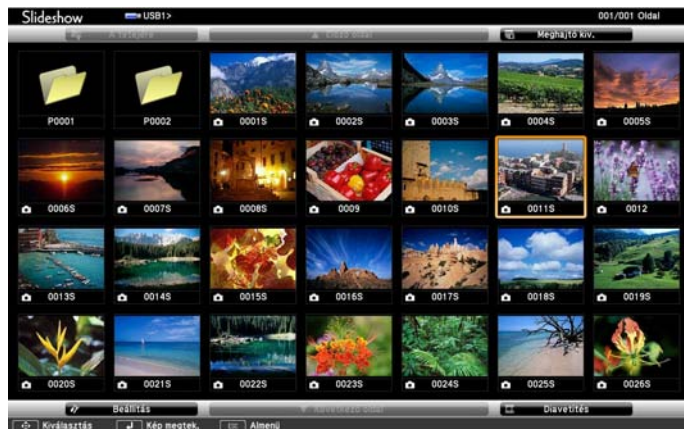 Slideshow USB1> 001/001 Oldal
A tetejére Előző oldal Meghajtó kiv.
P0001 P0002 0001S 0002S 0003S 0004S 0005S
0006S 0007S 0008S 0009 0010S 0011S 0012
0013S 0014S 0015S 0016S 0017S 0018S 0019S
0020S 0021S 0022S 0023S 0024S 0025S 0026S
Beállítás Következő oldal Diavetítés
Kiválasztás Kép megtek. Esc Almenü